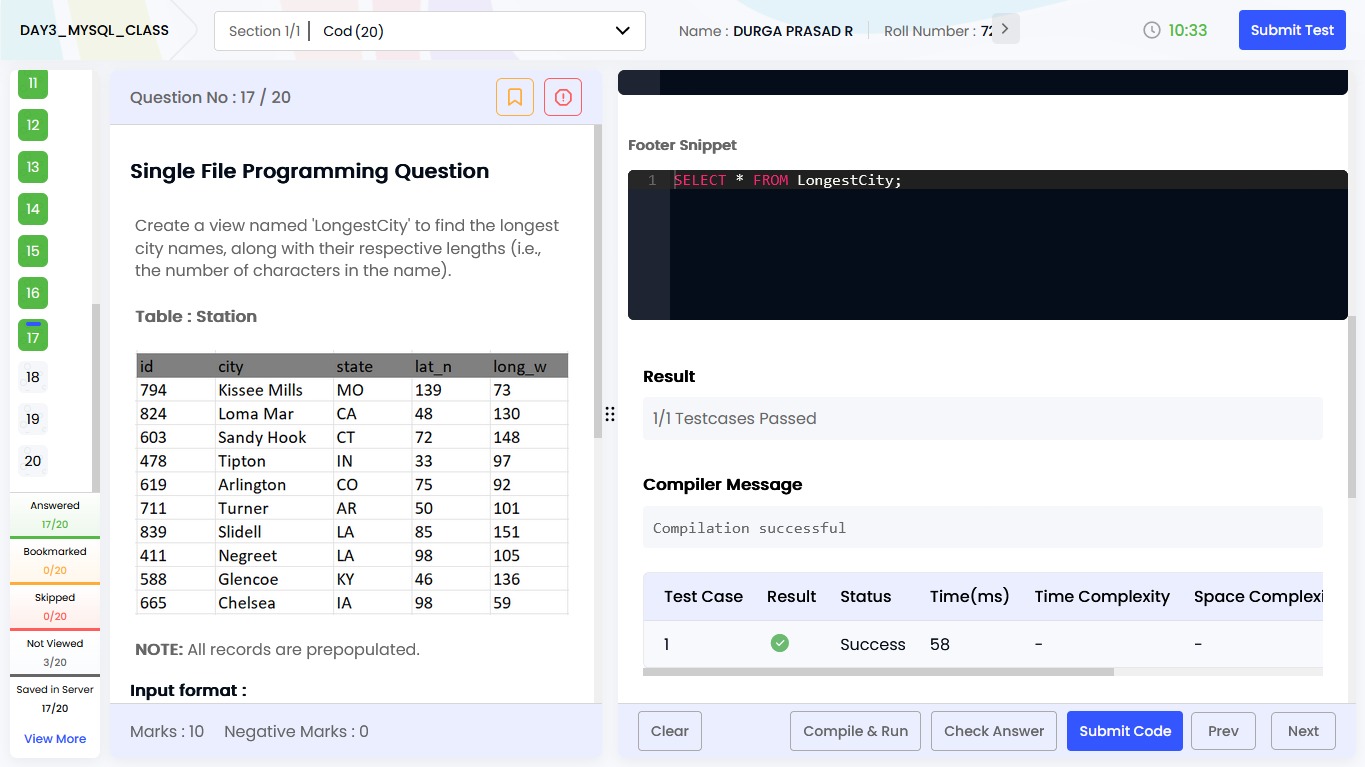 DAY3_MYSQL_CLASS
Section 1/1 | Cod (20)
Name : DURGA PRASAD R
Roll Number : 72
10:33
Submit Test
11
12
13
14
15
16
17
18
19
20
Answered
17/20
Bookmarked
0/20
Skipped
0/20
Not Viewed
3/20
Saved in Server
17/20
View More
Question No : 17 / 20
Single File Programming Question
Create a view named 'LongestCity' to find the longest
city names, along with their respective lengths (i.e.,
the number of characters in the name).
Table : Station
id city state lat_n long_w
794 Kissee Mills MO 139 73
824 Loma Mar CA 48 130
603 Sandy Hook CT 72 148
478 Tipton IN 33 97
619 Arlington CO 75 92
711 Turner AR 50 101
839 Slidell LA 85 151
411 Negreet LA 98 105
588 Glencoe KY 46 136
665 Chelsea IA 98 59
NOTE: All records are prepopulated.
Input format :
Marks : 10 Negative Marks : 0
Footer Snippet
1 SELECT * FROM LongestCity;
Result
1/1 Testcases Passed
Compiler Message
Compilation successful
Test Case Result Status Time(ms) Time Complexity Space Complexi
1 Success 58 - -
Clear
Compile & Run
Check Answer
Submit Code
Prev
Next